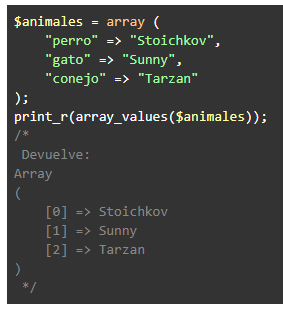 $animales = array (
    "perro" => "Stoichkov",
    "gato" => "Sunny",
    "conejo" => "Tarzan"
);
print_r(array_values($animales));
/*
 Devuelve:
Array
(
    [0] => Stoichkov
    [1] => Sunny
    [2] => Tarzan
)
 */